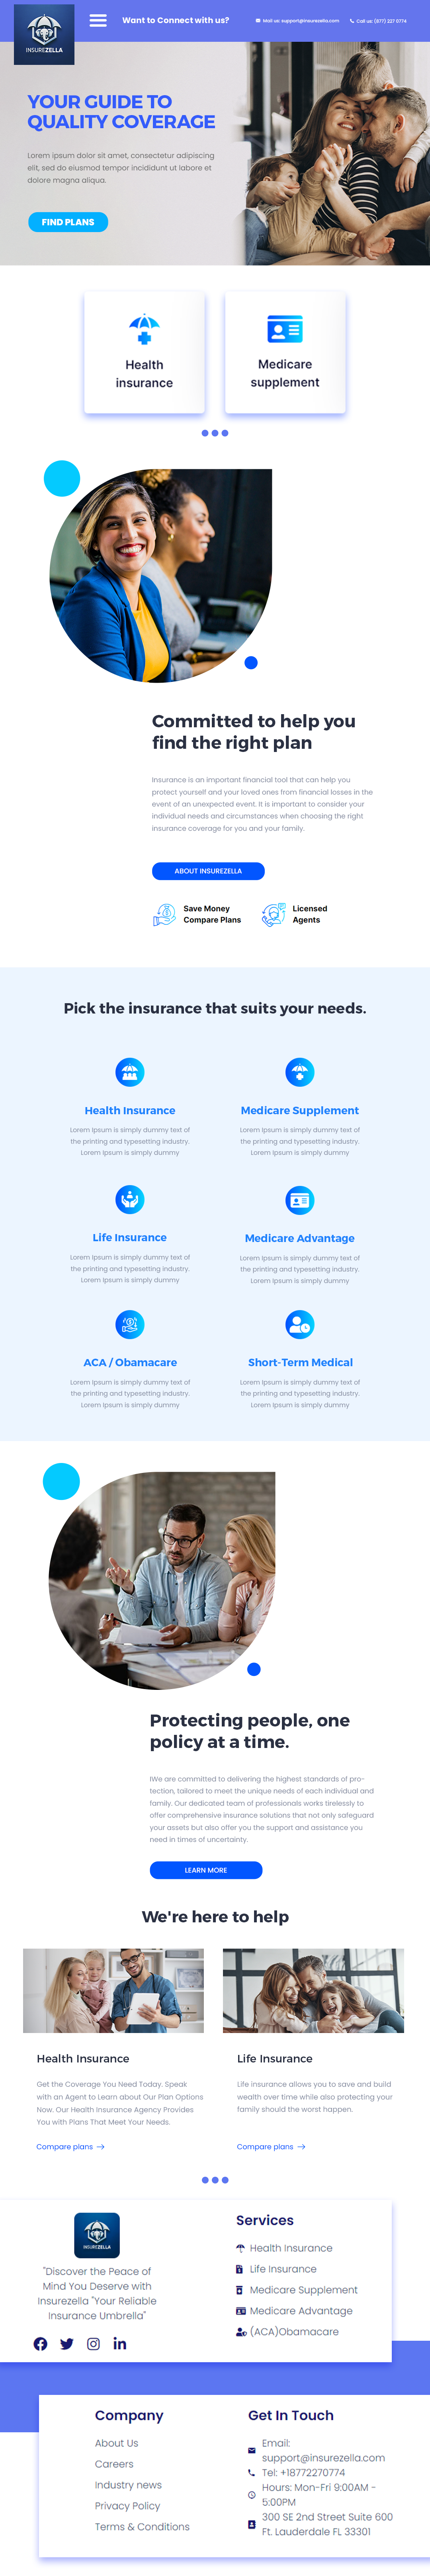 INSUREZELLA
Want to Connect with us?
Mail us: support@insurezella.com
Call us: (877) 227 0774
YOUR GUIDE TO
QUALITY COVERAGE
Lorem ipsum dolor sit amet, consectetur adipiscing
elit, sed do eiusmod tempor incididunt ut labore et
dolore magna aliqua.
FIND PLANS
Health
insurance
Medicare
supplement
Committed to help you
find the right plan
Insurance is an important financial tool that can help you
protect yourself and your loved ones from financial losses in the
event of an unexpected event. It is important to consider your
individual needs and circumstances when choosing the right
insurance coverage for you and your family.
ABOUT INSUREZELLA
Save Money
Compare Plans
Licensed
Agents
Pick the insurance that suits your needs.
Health Insurance
Lorem Ipsum is simply dummy text of
the printing and typesetting industry.
Lorem Ipsum is simply dummy
Medicare Supplement
Lorem Ipsum is simply dummy text of
the printing and typesetting industry.
Lorem Ipsum is simply dummy
Life Insurance
Lorem Ipsum is simply dummy text of
the printing and typesetting industry.
Lorem Ipsum is simply dummy
Medicare Advantage
Lorem Ipsum is simply dummy text of
the printing and typesetting industry.
Lorem Ipsum is simply dummy
ACA / Obamacare
Lorem Ipsum is simply dummy text of
the printing and typesetting industry.
Lorem Ipsum is simply dummy
Short-Term Medical
Lorem Ipsum is simply dummy text of
the printing and typesetting industry.
Lorem Ipsum is simply dummy
Protecting people, one
policy at a time.
IWe are committed to delivering the highest standards of pro-
tection, tailored to meet the unique needs of each individual and
family. Our dedicated team of professionals works tirelessly to
offer comprehensive insurance solutions that not only safeguard
your assets but also offer you the support and assistance you
need in times of uncertainty.
LEARN MORE
We're here to help
Health Insurance
Get the Coverage You Need Today. Speak
with an Agent to Learn about Our Plan Options
Now. Our Health Insurance Agency Provides
You with Plans That Meet Your Needs.
Compare plans →
Life Insurance
Life insurance allows you to save and build
wealth over time while also protecting your
family should the worst happen.
Compare plans →
INSUREZELLA
"Discover the Peace of
Mind You Deserve with
Insurezella "Your Reliable
Insurance Umbrella"
Services
Health Insurance
Life Insurance
Medicare Supplement
Medicare Advantage
(ACA)Obamacare
Company
About Us
Careers
Industry news
Privacy Policy
Terms & Conditions
Get In Touch
Email:
support@insurezella.com
Tel: +18772270774
Hours: Mon-Fri 9:00AM -
5:00PM
300 SE 2nd Street Suite 600
Ft. Lauderdale FL 33301